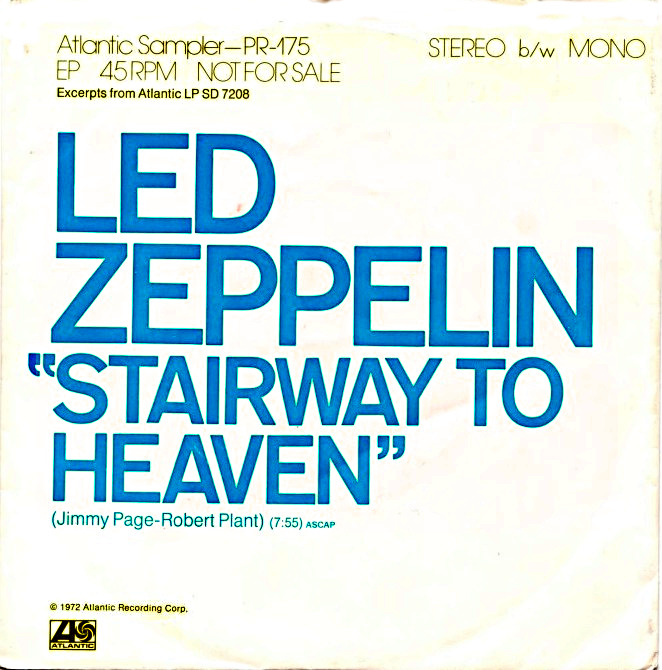 Atlantic Sampler—PR-175
STEREO b/w MONO
EP 45 RPM NOT FOR SALE
Excerpts from Atlantic LP SD 7208
LED
ZEPPELIN
“STAIRWAY TO
HEAVEN”
(Jimmy Page-Robert Plant) (7:55) ASCAP
© 1972 Atlantic Recording Corp.
ATLANTIC